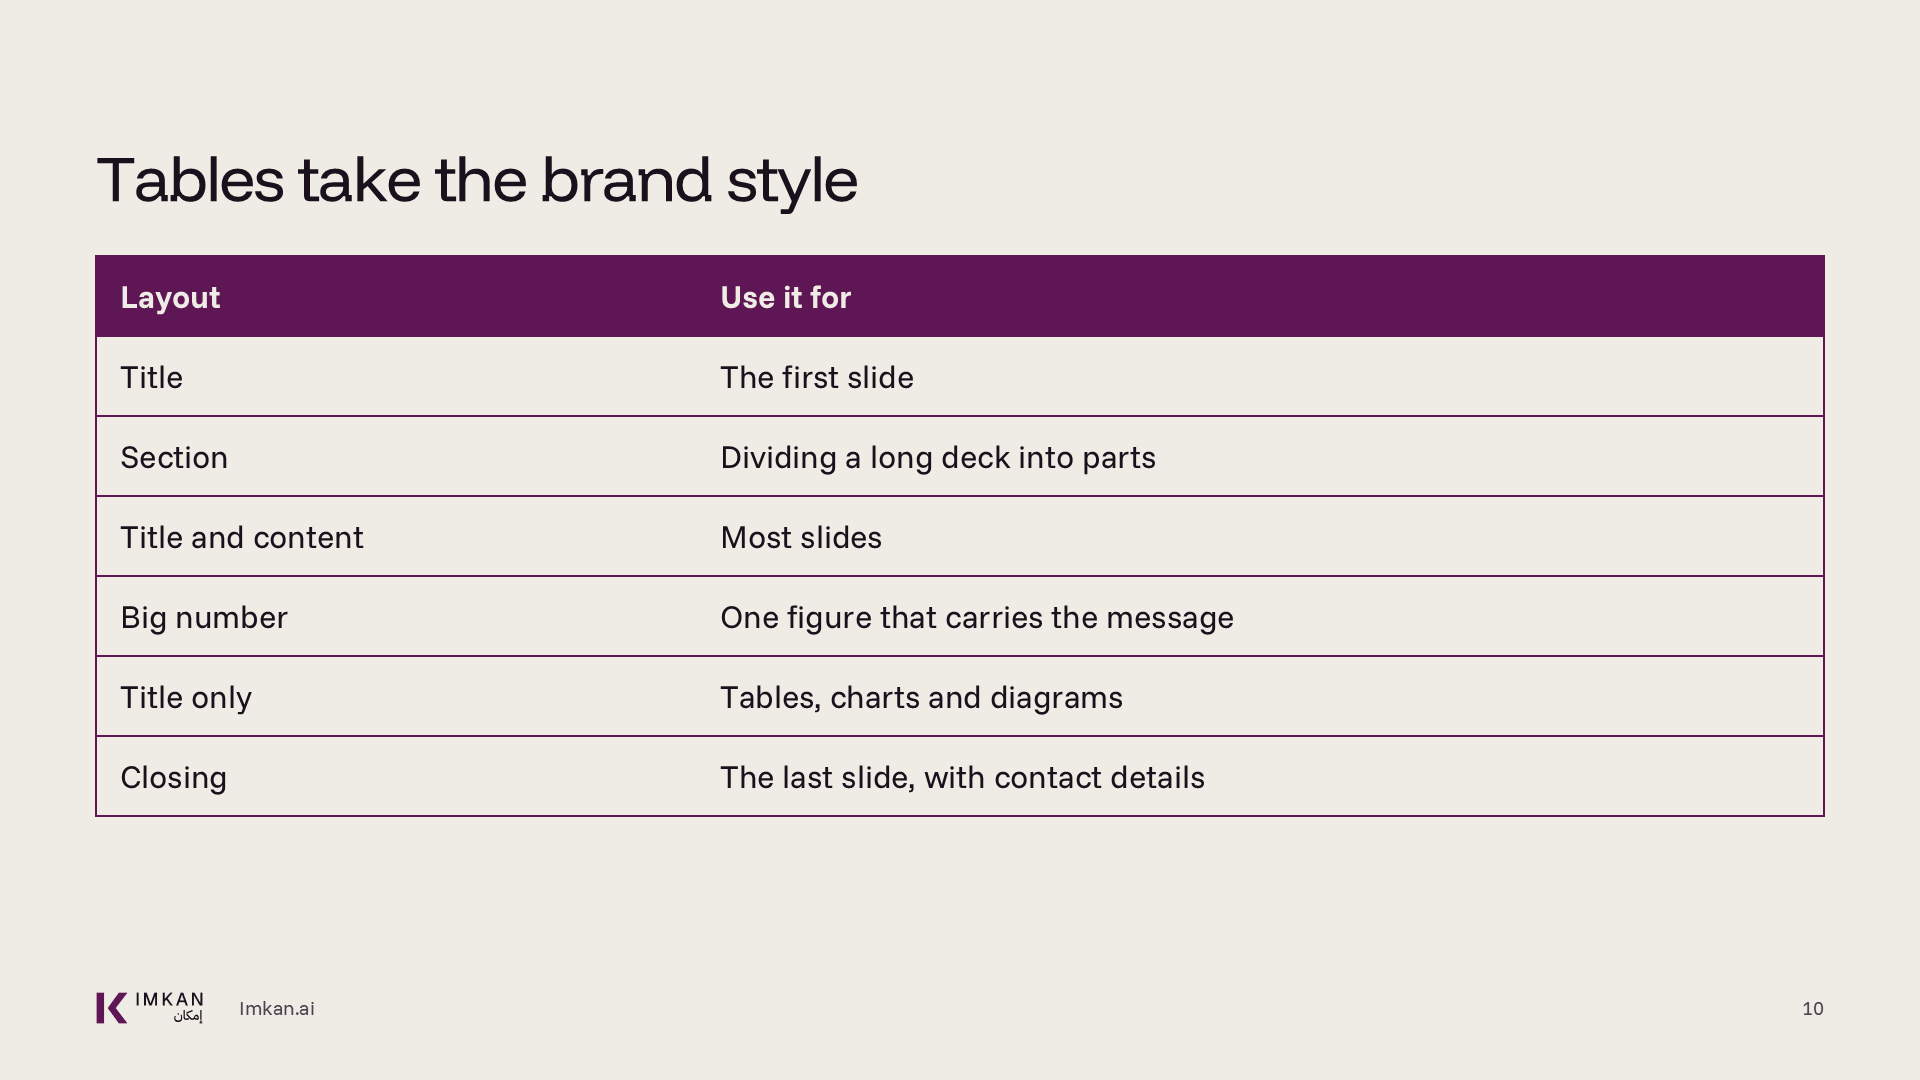 Tables take the brand style
Layout Use it for
Title The first slide
Section Dividing a long deck into parts
Title and content Most slides
Big number One figure that carries the message
Title only Tables, charts and diagrams
Closing The last slide, with contact details
IMKAN
إمكان
Imkan.ai
10